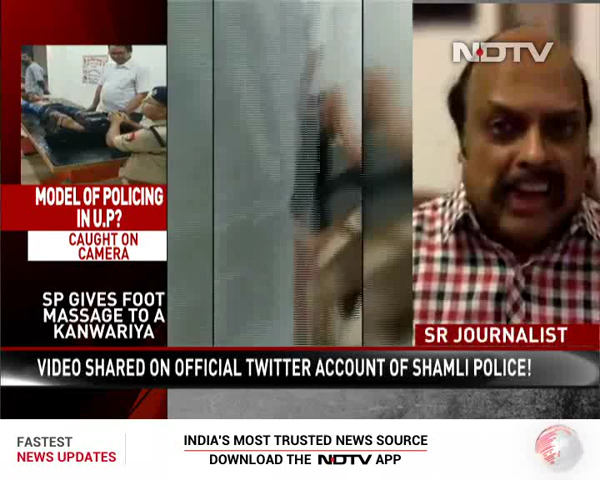 NDTV
MODEL OF POLICING
IN U.P?
CAUGHT ON
CAMERA
SP GIVES FOOT
MASSAGE TO A
KANWARIYA
SR JOURNALIST
VIDEO SHARED ON OFFICIAL TWITTER ACCOUNT OF SHAMLI POLICE!
FASTEST
NEWS UPDATES
INDIA'S MOST TRUSTED NEWS SOURCE
DOWNLOAD THE NDTV APP